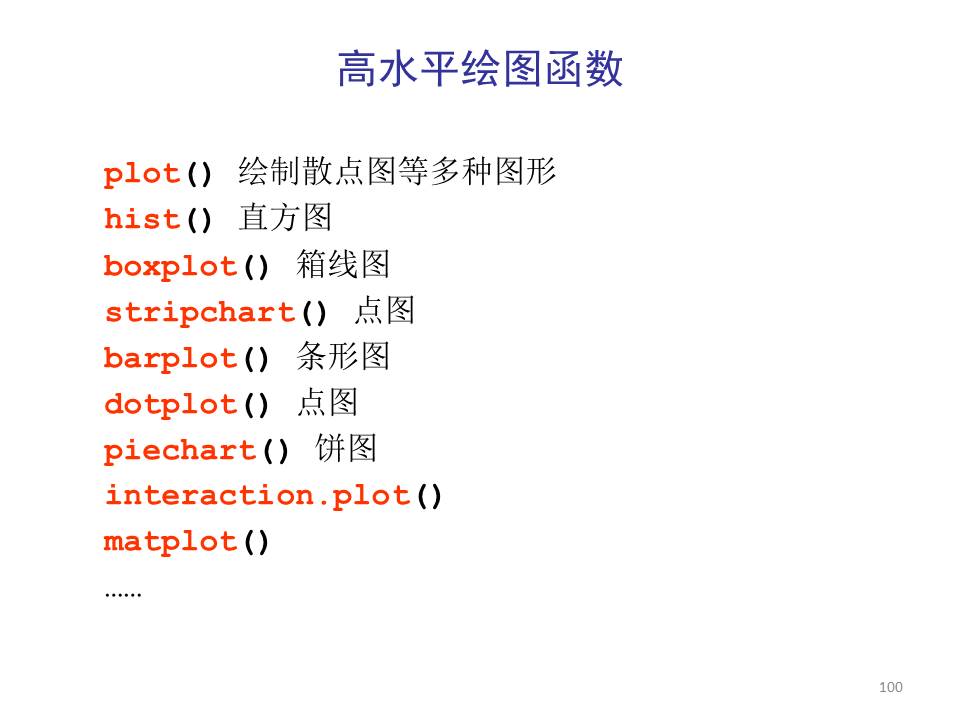 高水平绘图函数
plot() 绘制散点图等多种图形
hist() 直方图
boxplot() 箱线图
stripchart() 点图
barplot() 条形图
dotplot() 点图
piechart() 饼图
interaction.plot()
matplot()
……
100